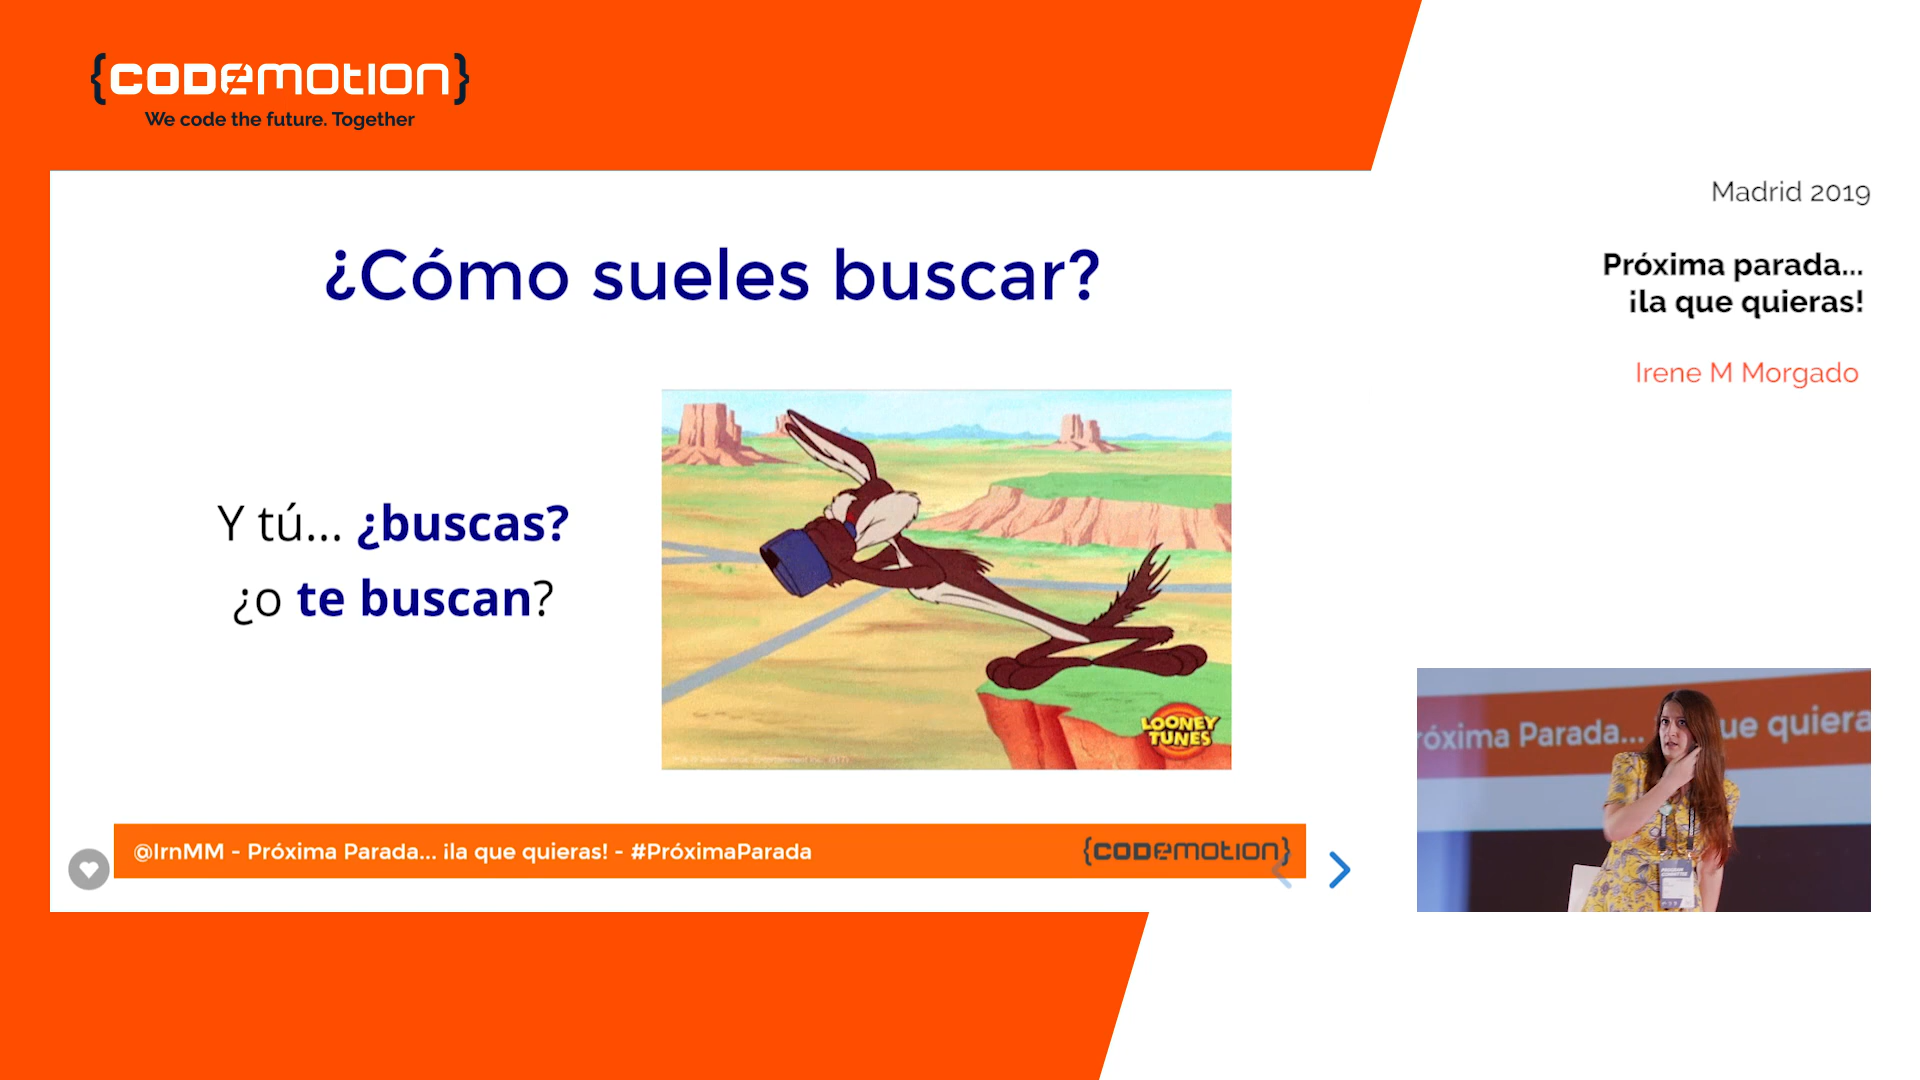 {CODEMOTION}
We code the future. Together
Madrid 2019
Próxima parada...
¡la que quieras!
Irene M Morgado
¿Cómo sueles buscar?
Y tú... ¿buscas?
¿o te buscan?
LOONEY
TUNES
@IrnMM - Próxima Parada... ¡la que quieras! - #PróximaParada
{CODEMOTION}
róxima Parada... ue quiera